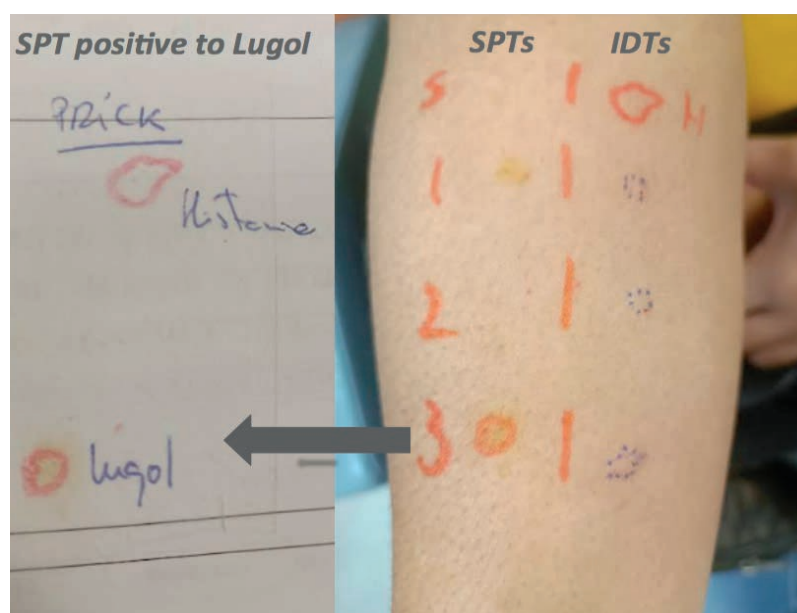 SPT positive to Lugol
PRICK
Histamine
lugol
SPTs IDTs
S H
1
2
3